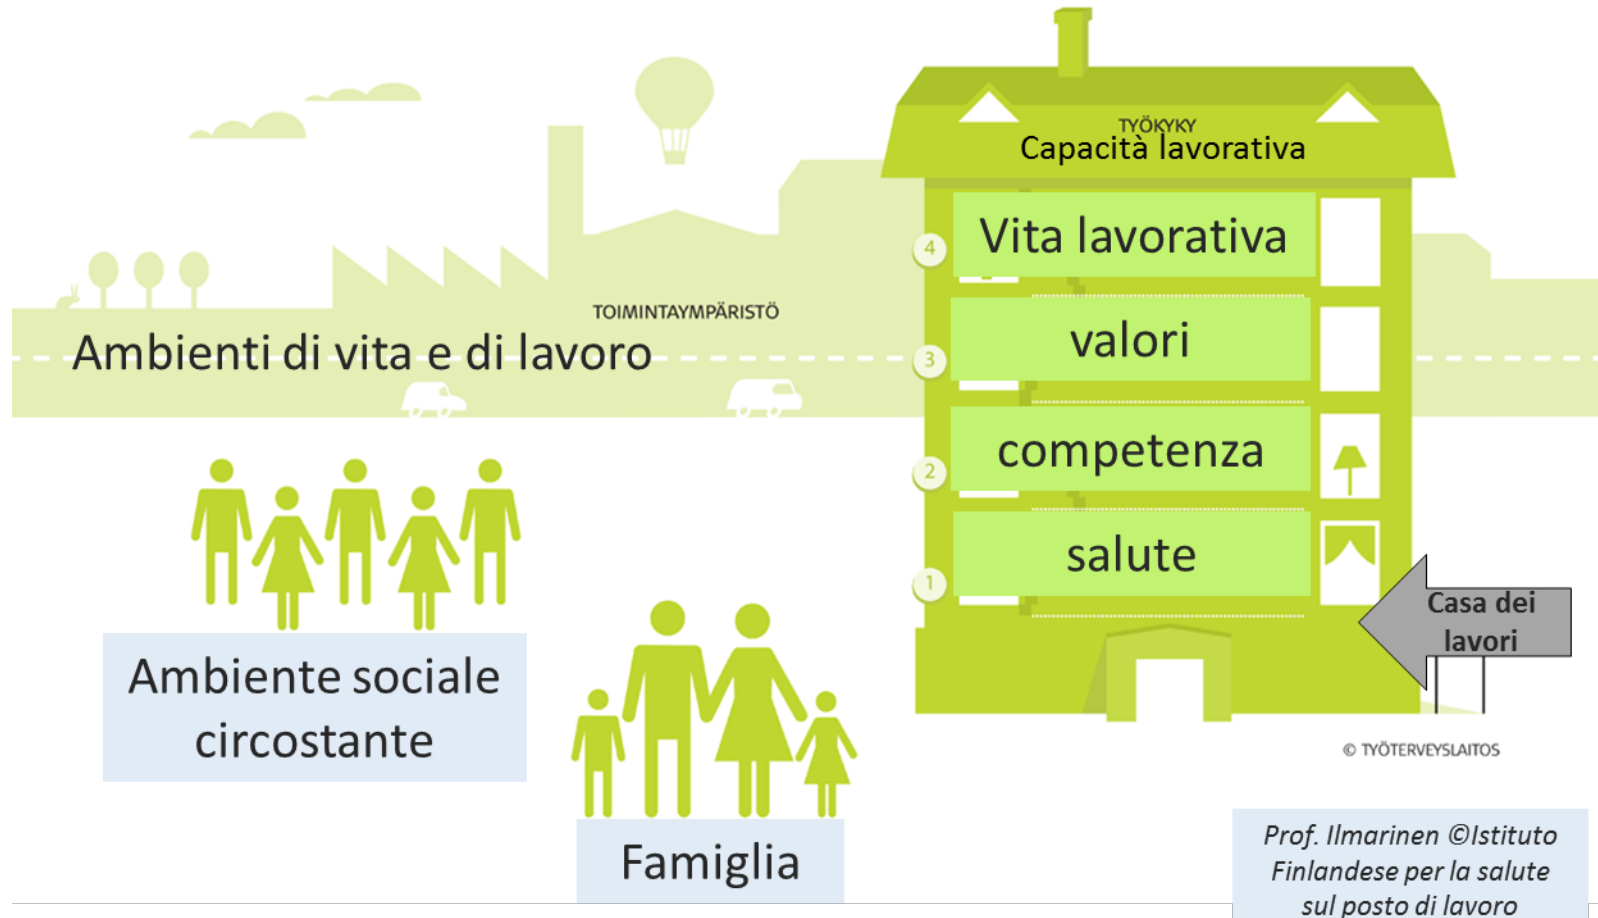 TYÖKYKY
Capacità lavorativa
4
Vita lavorativa
TOIMINTAYMPÄRISTÖ
Ambienti di vita e di lavoro
3
valori
2
competenza
1
salute
Casa dei
lavori
Ambiente sociale
circostante
© TYÖTERVEYSLAITOS
Famiglia
Prof. Ilmarinen ©Istituto
Finlandese per la salute
sul posto di lavoro